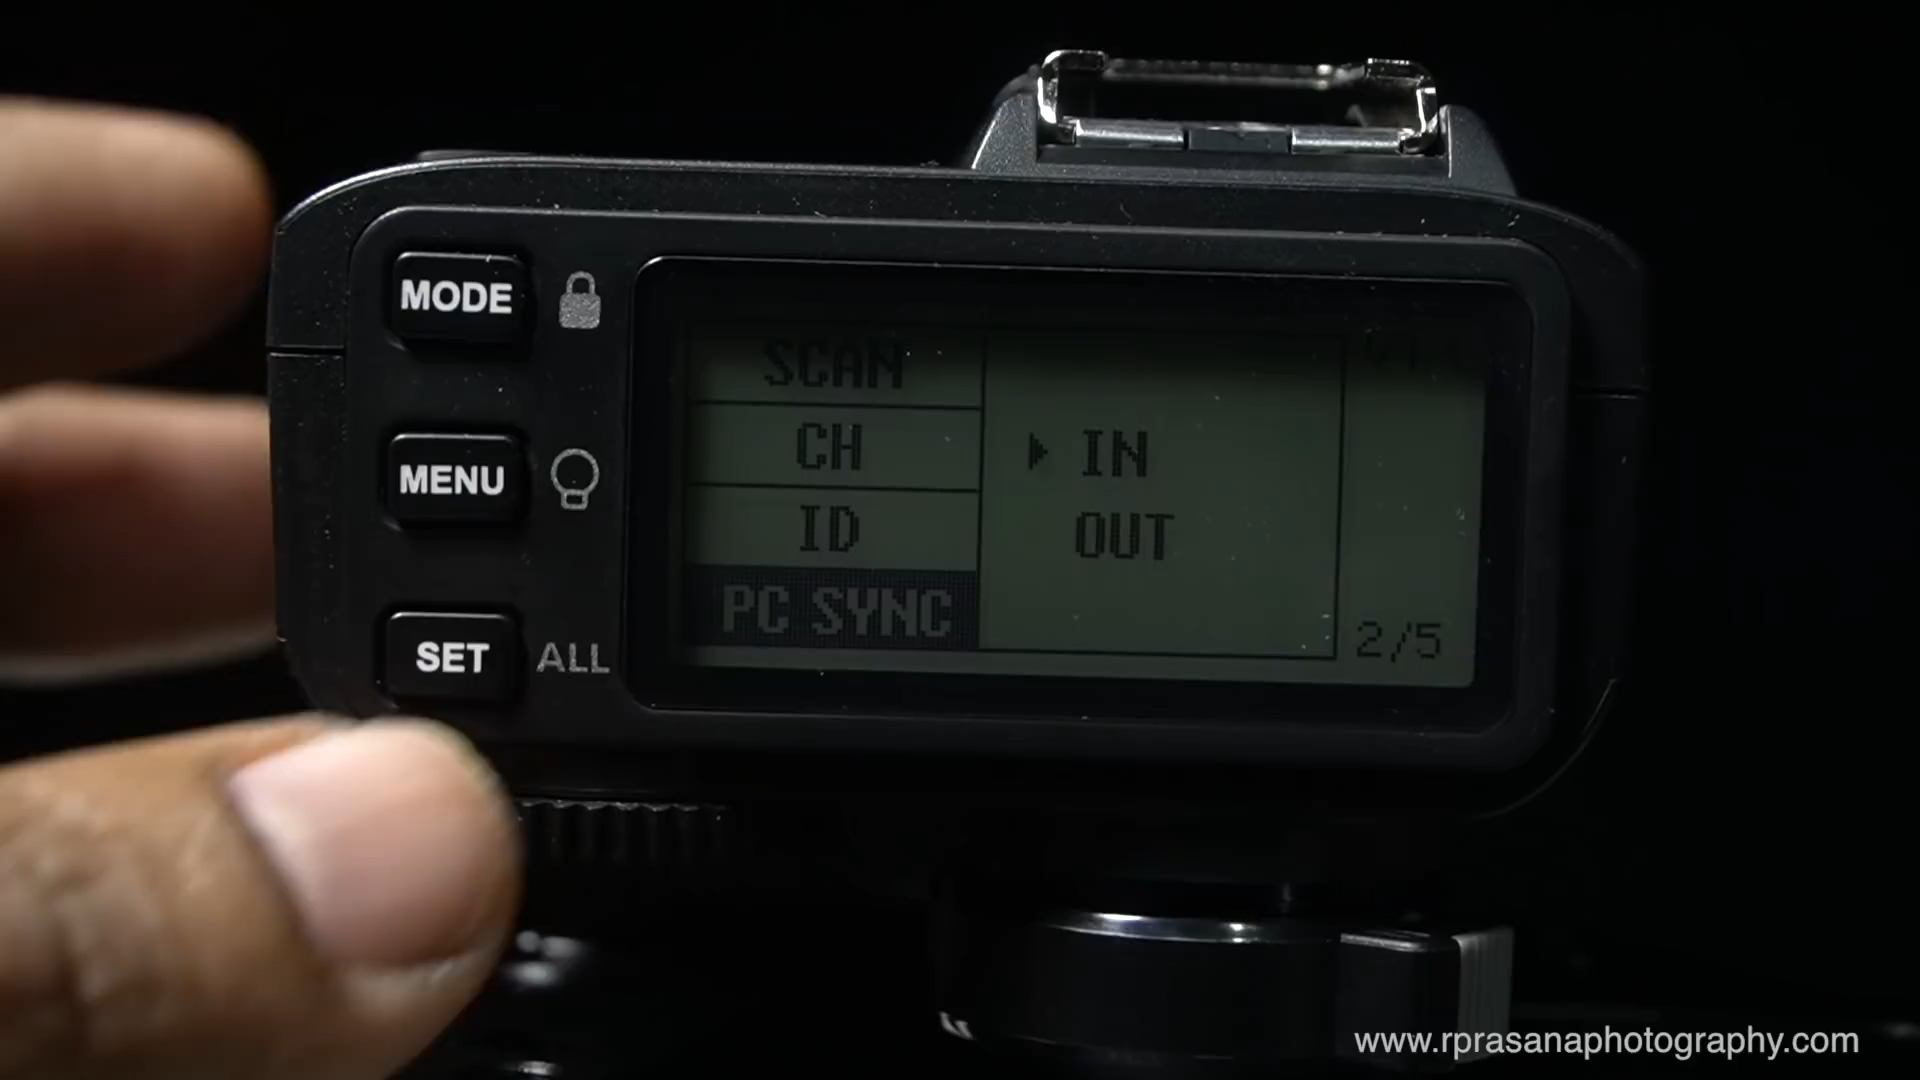 MODE
MENU
SET ALL
SCAN
CH
ID
PC SYNC
IN
OUT
2/5
www.rprasanaphotography.com